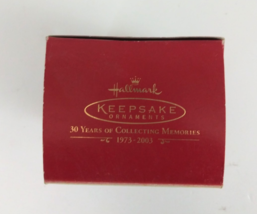 Hallmark
KEEPSAKE
ORNAMENTS
30 YEARS OF COLLECTING MEMORIES
1973-2003